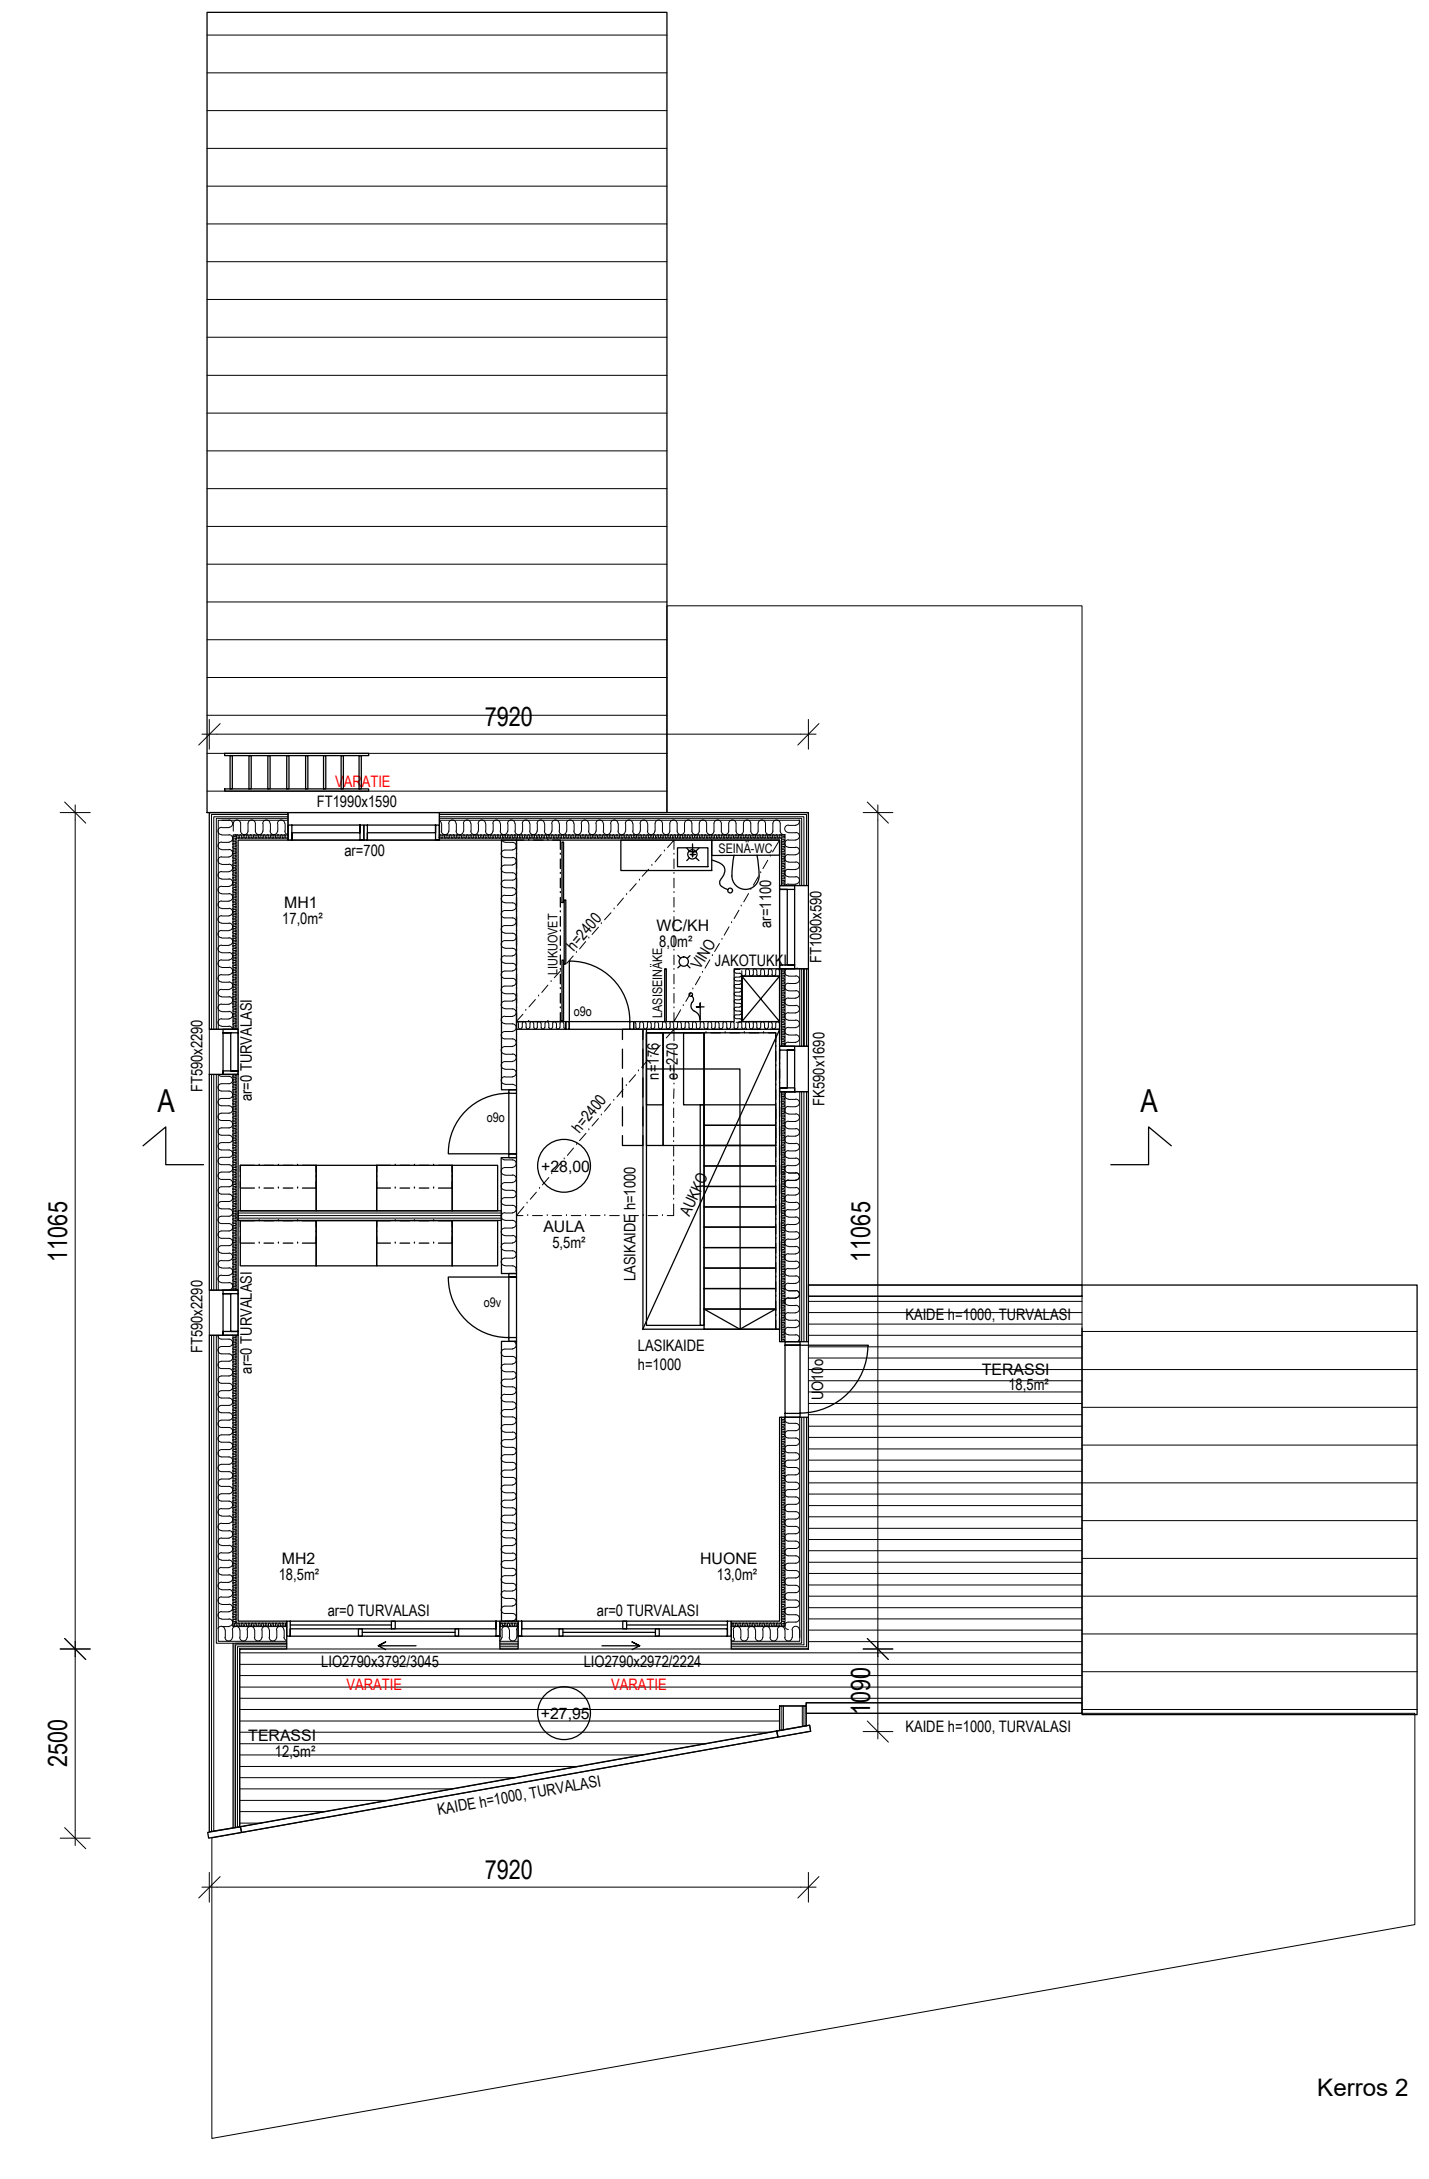 7920
VARATIE
FT1990x1590
ar=700
SEINÄ-WC
MH1
17,0m²
LIUKUOVET
h=2400
WC/KH
8,0m²
VINO
ar=1100
FT1090x590
JAKOTUKKI
LASISEINÄKE
o9o
FT590x2290
ar=0 TURVALASI
n=176
e=270
FK590x1690
A
A
o9o
h=2400
+28,00
AULA
5,5m²
LASIKAIDE h=1000
AUKKO
11065
11065
FT590x2290
ar=0 TURVALASI
o9v
LASIKAIDE
h=1000
KAIDE h=1000, TURVALASI
UO10o
TERASSI
18,5m²
MH2
18,5m²
HUONE
13,0m²
ar=0 TURVALASI
ar=0 TURVALASI
LIO2790x3792/3045
LIO2790x2972/2224
VARATIE
VARATIE
1090
+27,95
KAIDE h=1000, TURVALASI
2500
TERASSI
12,5m²
KAIDE h=1000, TURVALASI
7920
Kerros 2